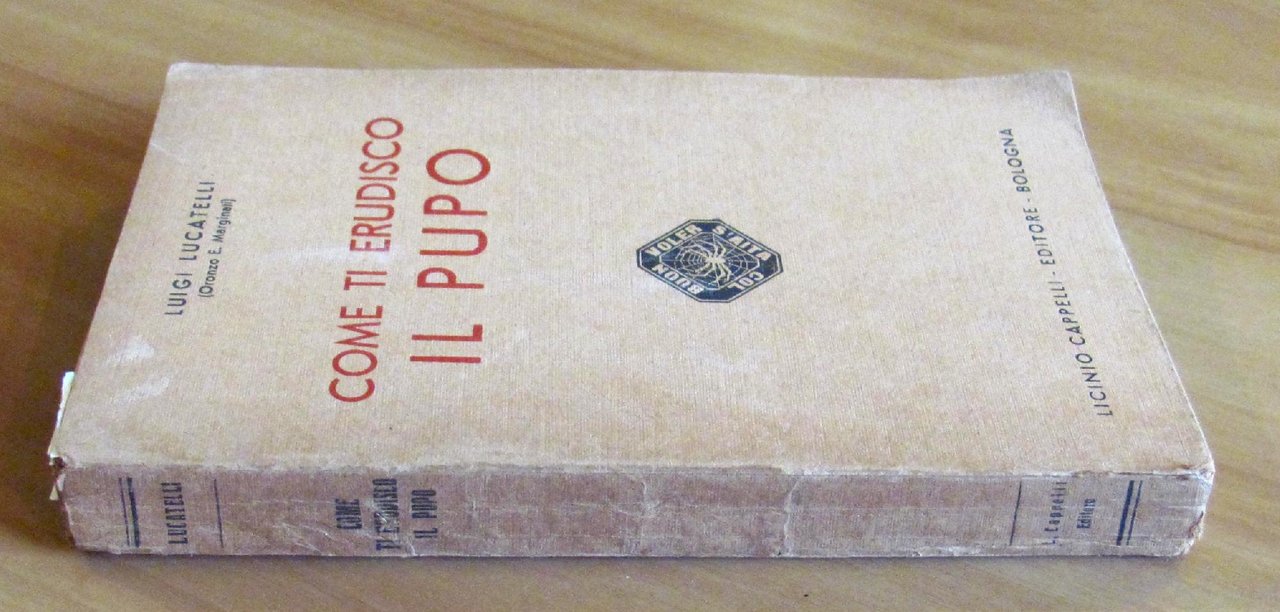 LUIGI LUCATELLI
(Oronzo E. Marginati)
COME TI ERUDISCO
IL PUPO
BUON VOLER S'AITA COL
LICINIO CAPPELLI - EDITORE - BOLOGNA
LUCATELLI
COME
TI ERUDISCO
IL PUPO
L. Cappelli
Editore